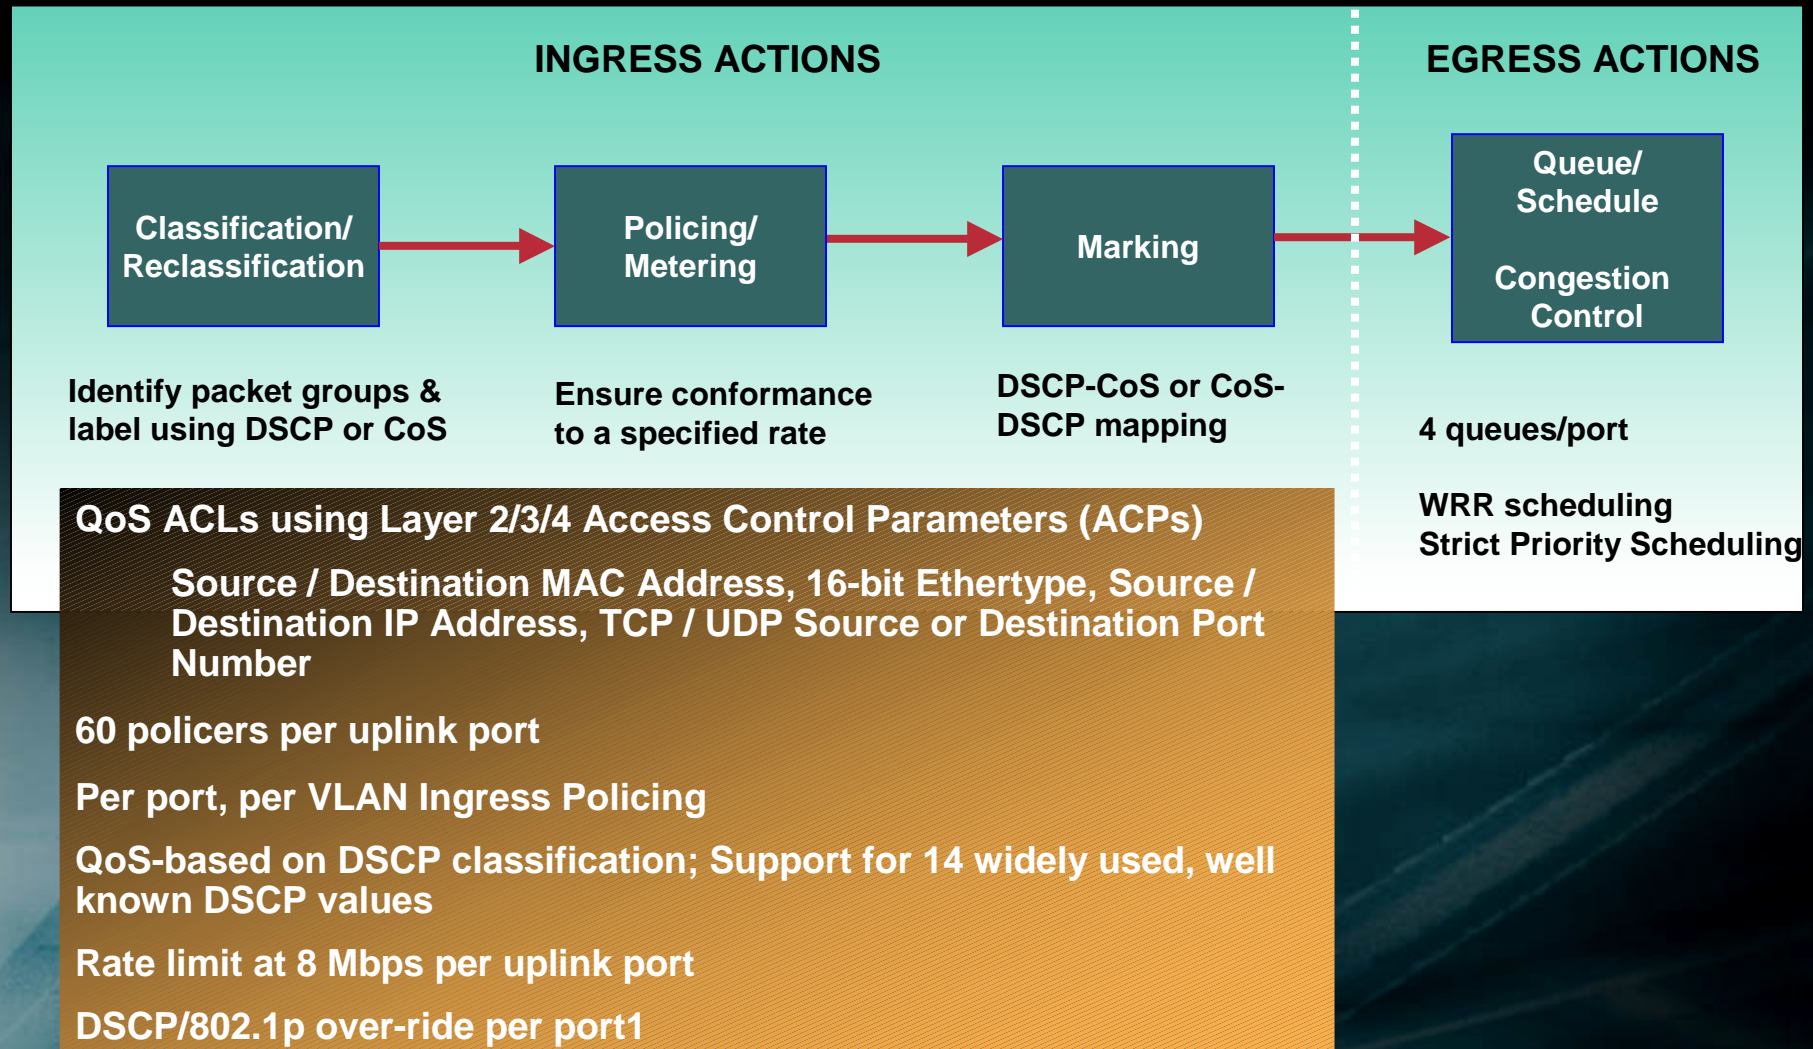 INGRESS ACTIONS
EGRESS ACTIONS
Classification/
Reclassification
Policing/
Metering
Marking
Queue/
Schedule
Congestion
Control
Identify packet groups &
label using DSCP or CoS
Ensure conformance
to a specified rate
DSCP-CoS or CoS-
DSCP mapping
4 queues/port
WRR scheduling
Strict Priority Scheduling
QoS ACLs using Layer 2/3/4 Access Control Parameters (ACPs)
Source / Destination MAC Address, 16-bit Ethertype, Source /
Destination IP Address, TCP / UDP Source or Destination Port
Number
60 policers per uplink port
Per port, per VLAN Ingress Policing
QoS-based on DSCP classification; Support for 14 widely used, well
known DSCP values
Rate limit at 8 Mbps per uplink port
DSCP/802.1p over-ride per port1